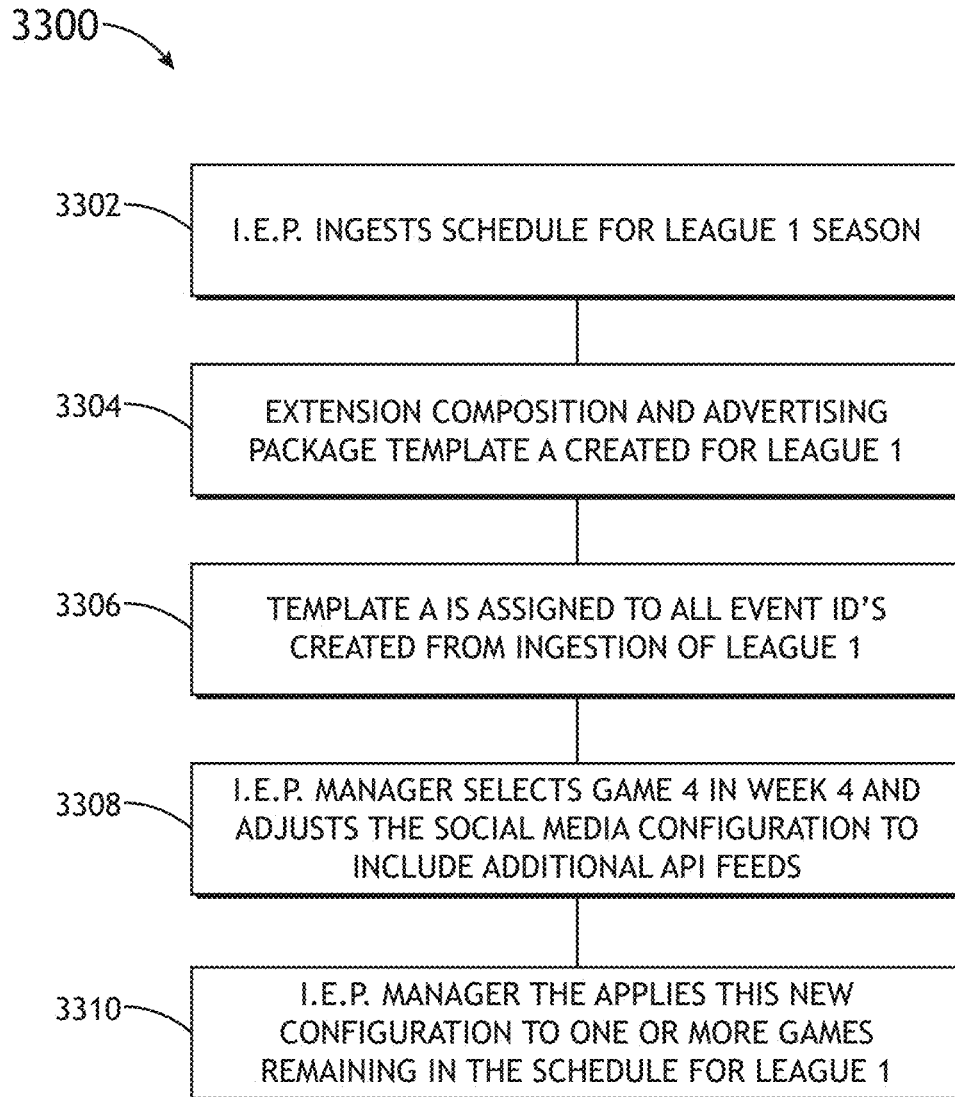 3300
3302
I.E.P. INGESTS SCHEDULE FOR LEAGUE 1 SEASON
3304
EXTENSION COMPOSITION AND ADVERTISING
PACKAGE TEMPLATE A CREATED FOR LEAGUE 1
3306
TEMPLATE A IS ASSIGNED TO ALL EVENT ID'S
CREATED FROM INGESTION OF LEAGUE 1
3308
I.E.P. MANAGER SELECTS GAME 4 IN WEEK 4 AND
ADJUSTS THE SOCIAL MEDIA CONFIGURATION TO
INCLUDE ADDITIONAL API FEEDS
3310
I.E.P. MANAGER THE APPLIES THIS NEW
CONFIGURATION TO ONE OR MORE GAMES
REMAINING IN THE SCHEDULE FOR LEAGUE 1